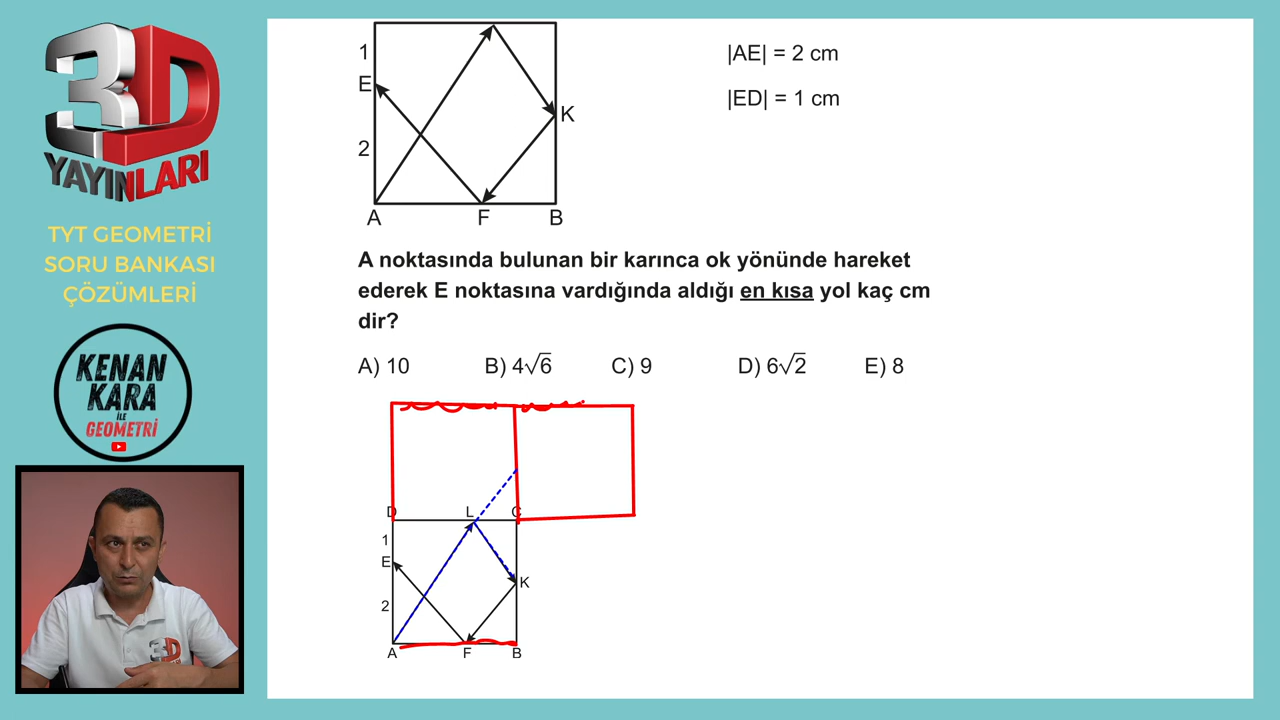 3D
YAYINLARI
TYT GEOMETRİ
SORU BANKASI
ÇÖZÜMLERİ
KENAN
KARA
İLE
GEOMETRİ
1
E
2
K
A
F
B
|AE| = 2 cm
|ED| = 1 cm
A noktasında bulunan bir karınca ok yönünde hareket
ederek E noktasına vardığında aldığı en kısa yol kaç cm
dir?
A) 10 B) 4√6 C) 9 D) 6√2 E) 8
D L C
1
E
K
2
A F B
3D